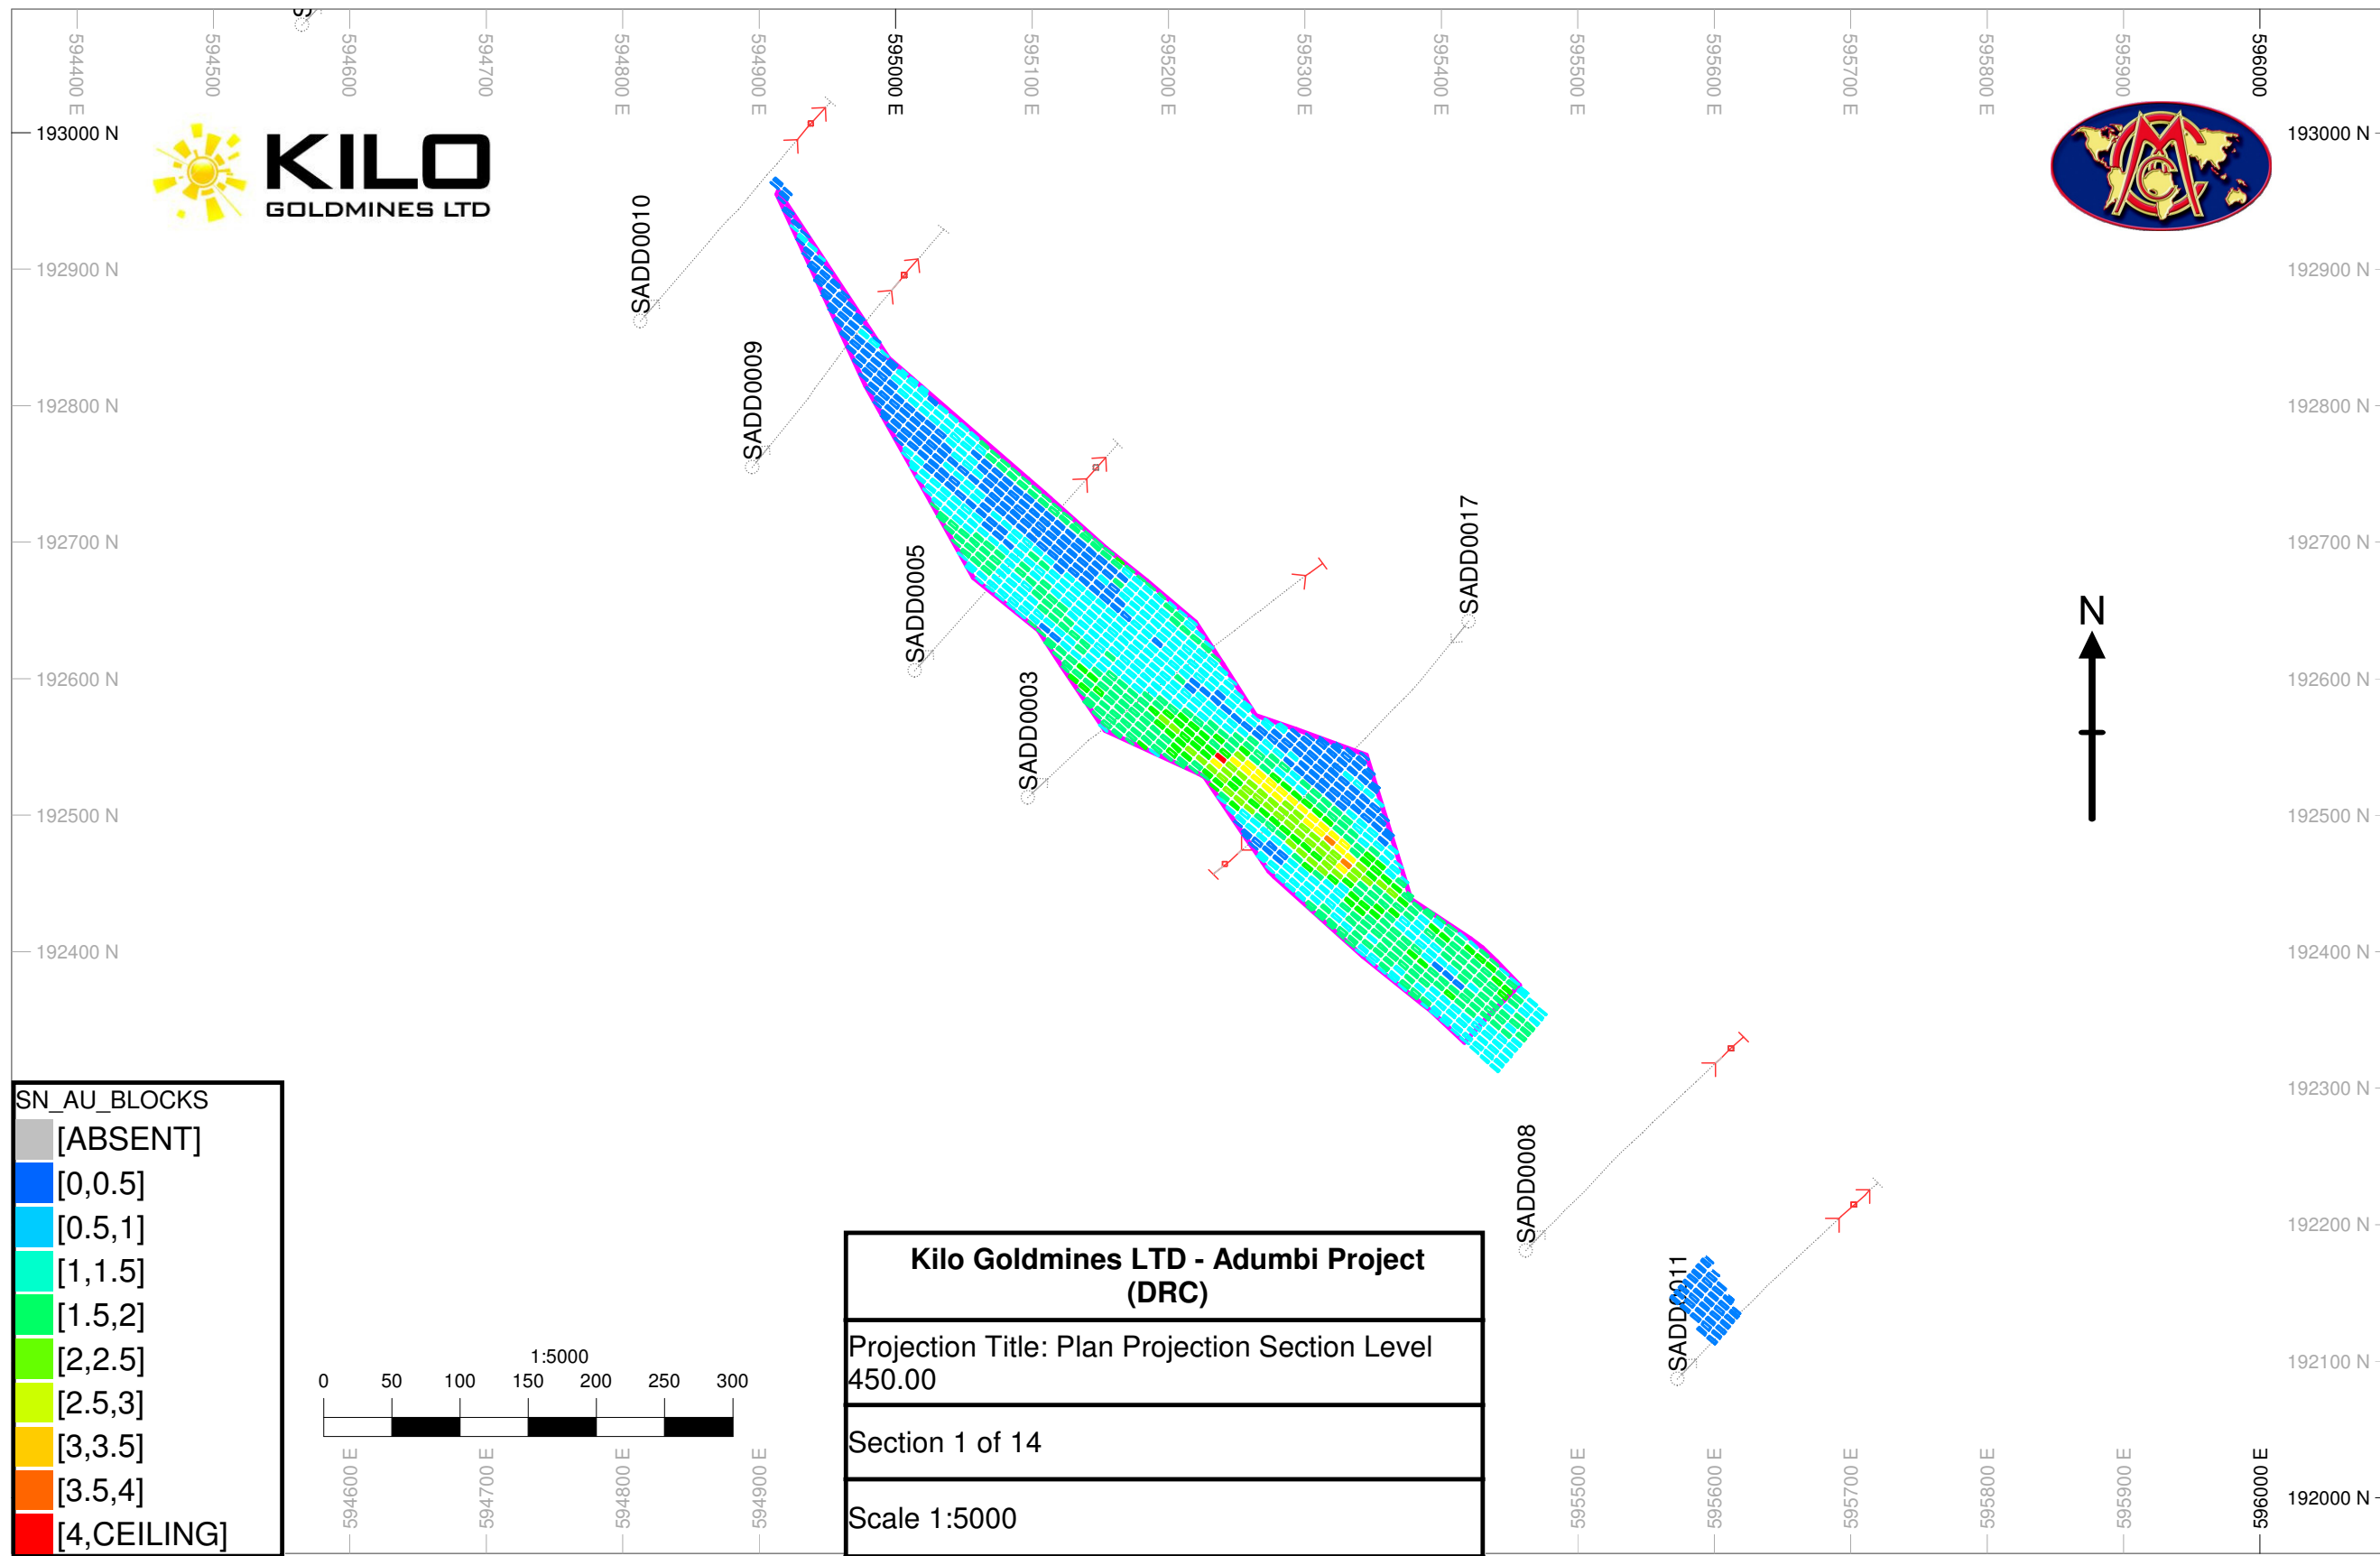 594400 E
594500 E
594600 E
594700 E
594800 E
594900 E
595000 E
595100 E
595200 E
595300 E
595400 E
595500 E
595600 E
595700 E
595800 E
595900 E
596000 E
193000 N
193000 N
KILO
GOLDMINES LTD
SADD0010
192900 N
192900 N
SADD0009
192800 N
192800 N
192700 N
192700 N
SADD0005
SADD0017
N
192600 N
192600 N
SADD0003
192500 N
192500 N
192400 N
192400 N
192300 N
SADD0008
192200 N
SADD0011
192100 N
192000 N
SN_AU_BLOCKS
[ABSENT]
[0,0.5]
[0.5,1]
[1,1.5]
[1.5,2]
[2,2.5]
[2.5,3]
[3,3.5]
[3.5,4]
[4,CEILING]
1:5000
0 50 100 150 200 250 300
Kilo Goldmines LTD - Adumbi Project
(DRC)
Projection Title: Plan Projection Section Level
450.00
Section 1 of 14
Scale 1:5000
594600 E
594700 E
594800 E
594900 E
595500 E
595600 E
595700 E
595800 E
595900 E
596000 E